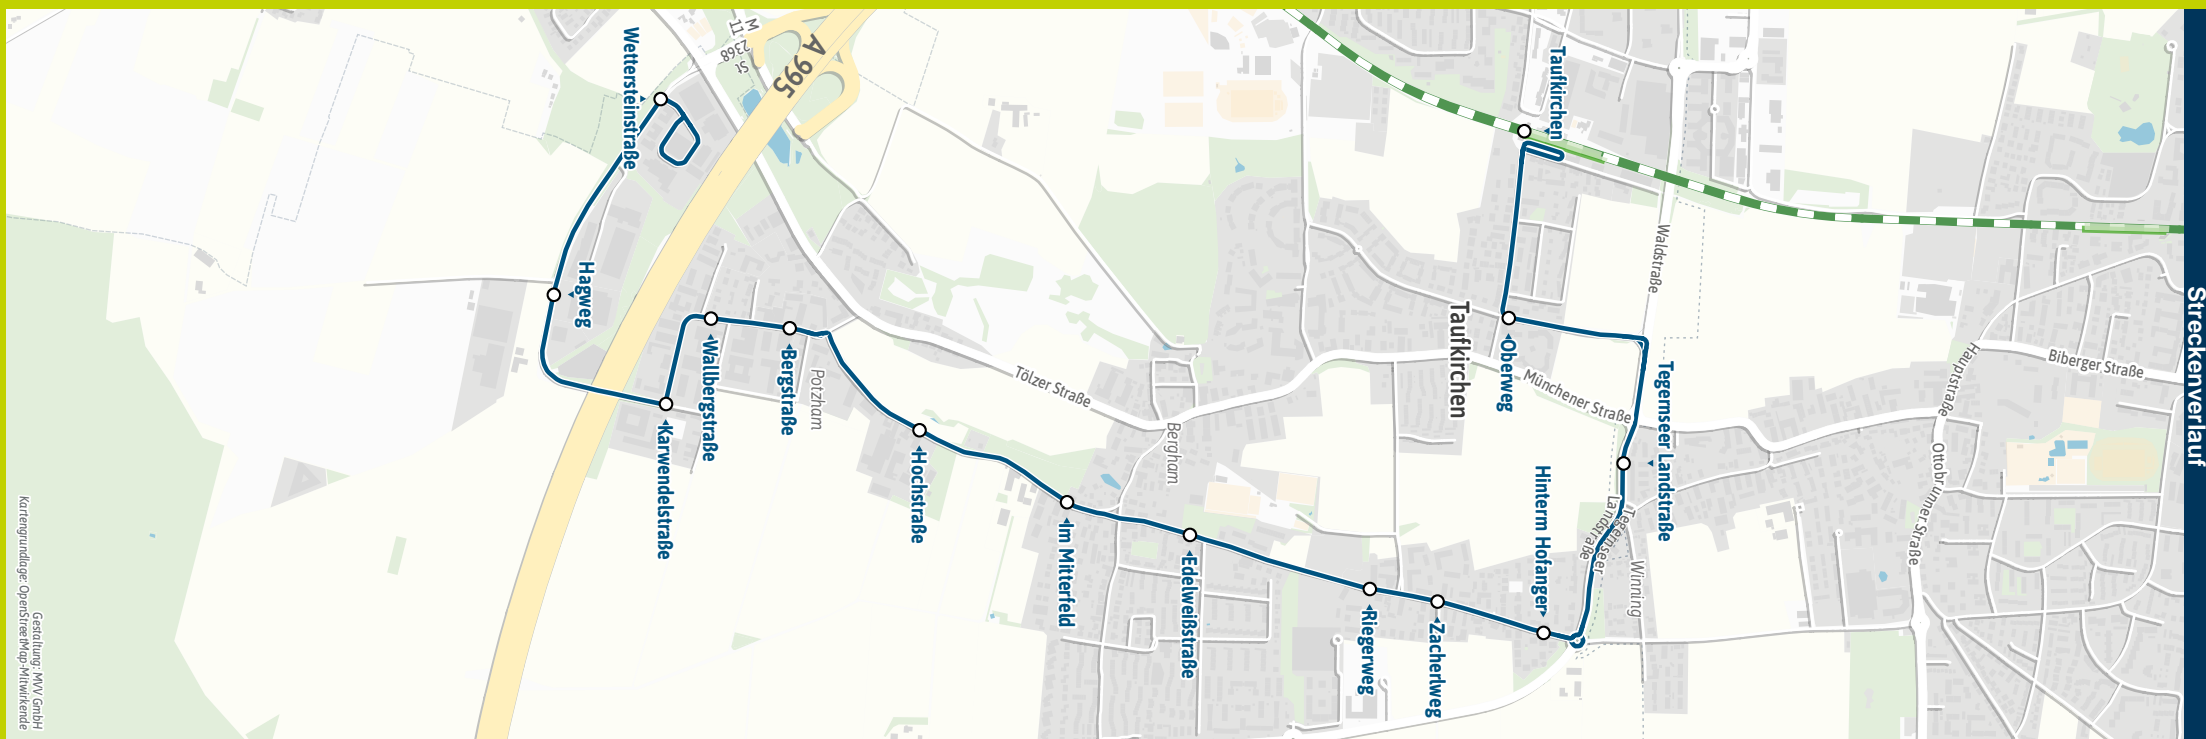 Streckenverlauf
M 11
St 2368
A 995
Wettersteinstraße
Hagweg
Karwendelstraße
Wallbergstraße
Bergstraße
Potzham
Hochstraße
Tölzer Straße
Im Mitterfeld
Bergham
Edelweißstraße
Riegerweg
Zacherlweg
Hinterm Hofanger
Tegernseer
Landstraße
Winning
Tegernseer Landstraße
Münchener Straße
Oberweg
Taufkirchen
Taufkirchen
Waldstraße
Hauptstraße
Biberger Straße
Ottobrunner Straße
Gestaltung: MVV GmbH
Kartengrundlage: OpenStreetMap-Mitwirkende